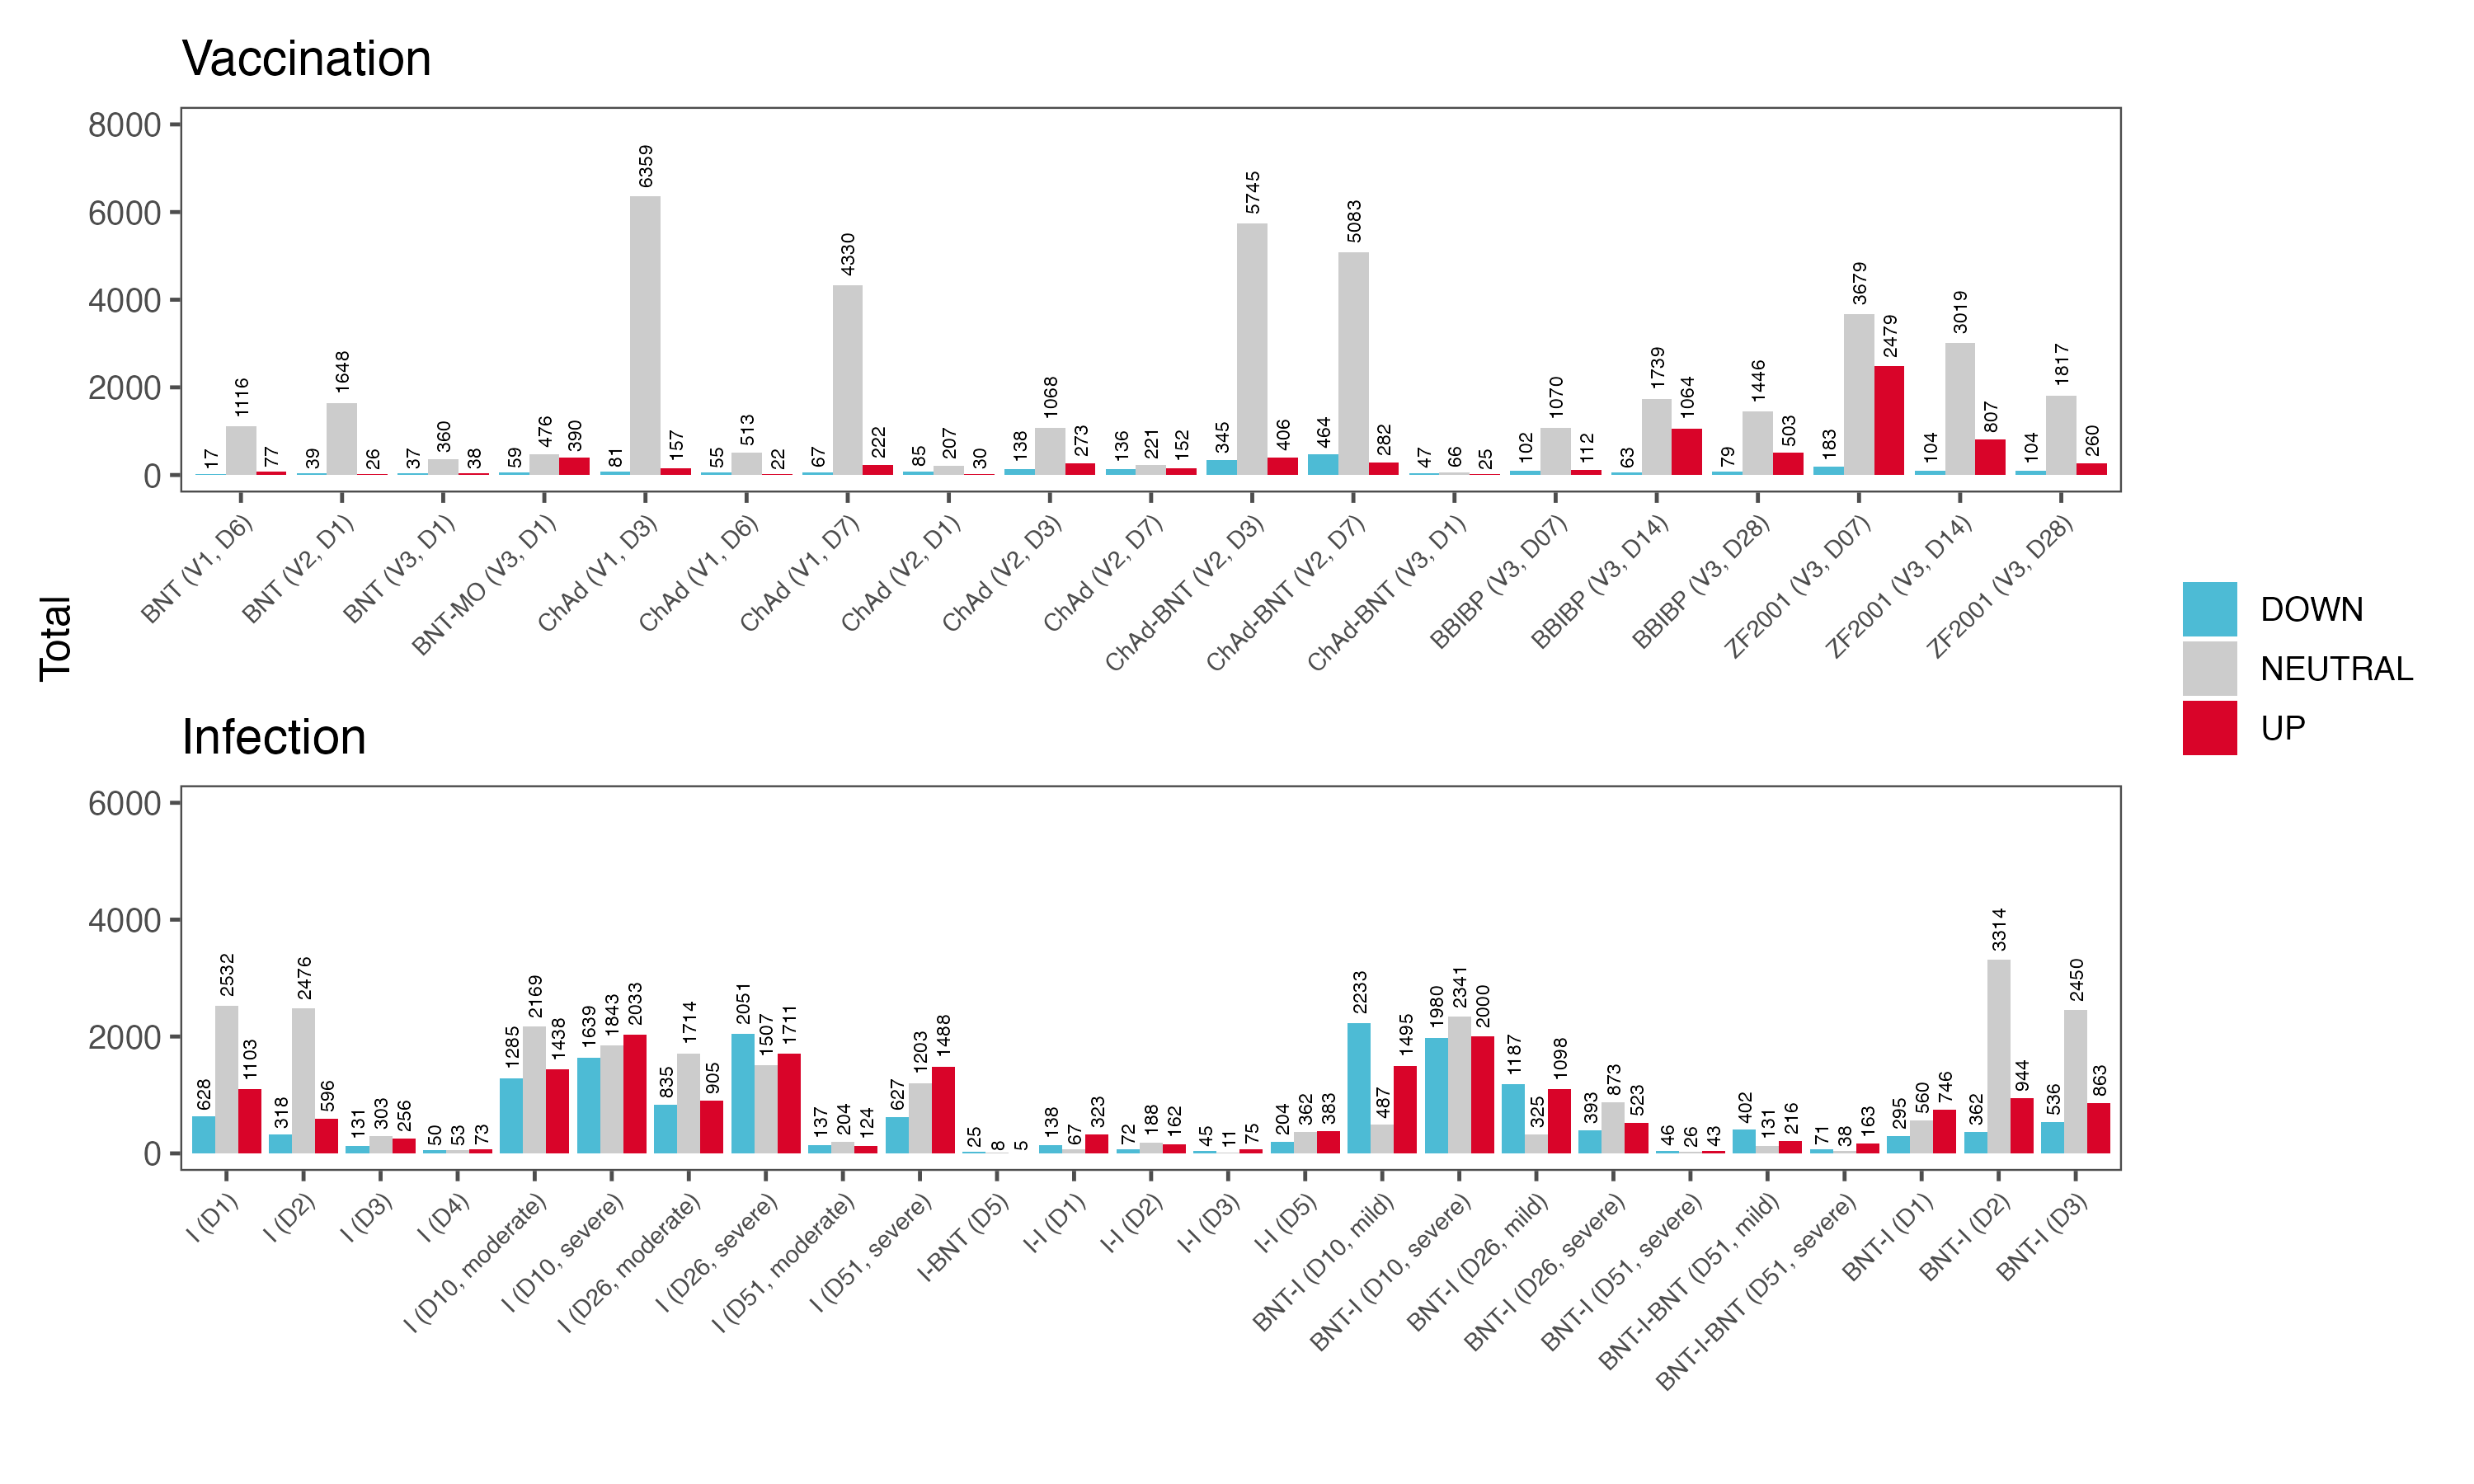 Vaccination
8000
6000
4000
2000
0
17 1116 77 39 1648 26 37 360 38 59 476 390 81 6359 157 55 513 22 67 4330 222 85 207 30 138 1068 273 136 221 152 345 5745 406 464 5083 282 47 66 25 102 1070 112 63 1739 1064 79 1446 503 183 3679 2479 104 3019 807 104 1817 260
BNT (V1, D6)
BNT (V2, D1)
BNT (V3, D1)
BNT-MO (V3, D1)
ChAd (V1, D3)
ChAd (V1, D6)
ChAd (V1, D7)
ChAd (V2, D1)
ChAd (V2, D3)
ChAd (V2, D7)
ChAd-BNT (V2, D3)
ChAd-BNT (V2, D7)
ChAd-BNT (V3, D1)
BBIBP (V3, D07)
BBIBP (V3, D14)
BBIBP (V3, D28)
ZF2001 (V3, D07)
ZF2001 (V3, D14)
ZF2001 (V3, D28)
Total
DOWN
NEUTRAL
UP
Infection
6000
4000
2000
0
628 2532 1103 318 2476 596 131 303 256 50 53 73 1285 2169 1438 1639 1843 2033 835 1714 905 2051 1507 1711 137 204 124 627 1203 1488 25 8 5 138 67 323 72 188 162 45 11 75 204 362 383 2233 487 1495 1980 2341 2000 1187 325 1098 393 873 523 46 26 43 402 131 216 71 38 163 295 560 746 362 3314 944 536 2450 863
I (D1)
I (D2)
I (D3)
I (D4)
I (D10, moderate)
I (D10, severe)
I (D26, moderate)
I (D26, severe)
I (D51, moderate)
I (D51, severe)
I-BNT (D5)
I-I (D1)
I-I (D2)
I-I (D3)
I-I (D5)
BNT-I (D10, mild)
BNT-I (D10, severe)
BNT-I (D26, mild)
BNT-I (D26, severe)
BNT-I (D51, severe)
BNT-I-BNT (D51, mild)
BNT-I-BNT (D51, severe)
BNT-I (D1)
BNT-I (D2)
BNT-I (D3)